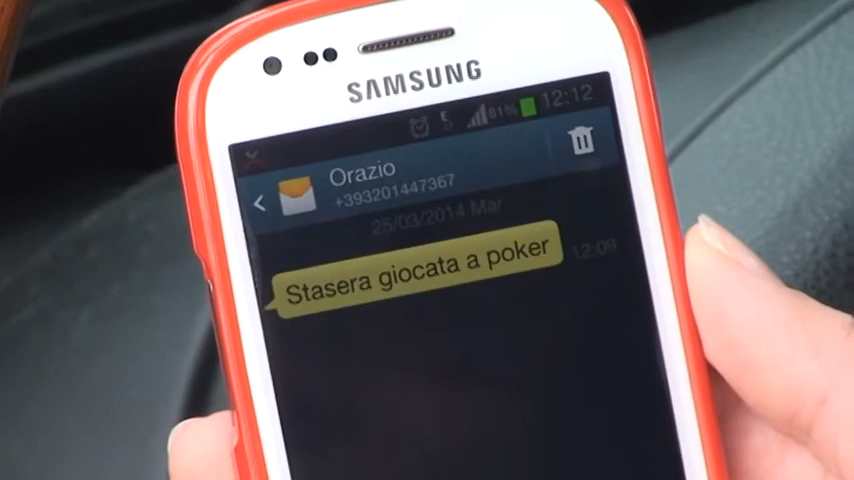 SAMSUNG
E
81% 12:12
Orazio
+393201447367
25/03/2014 Mar
Stasera giocata a poker 12:09